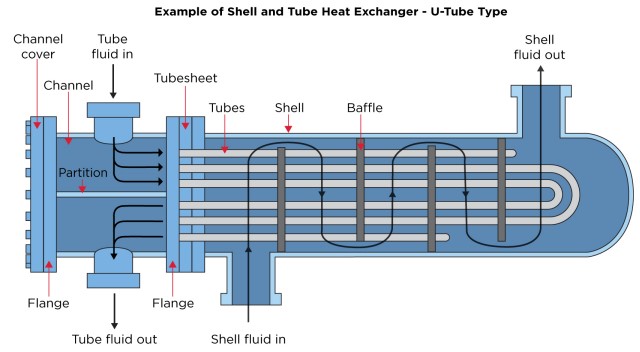 Example of Shell and Tube Heat Exchanger - U-Tube Type
Channel
cover
Tube
fluid in
Shell
fluid out
Channel
Tubesheet
Tubes
Shell
Baffle
Partition
Flange
Flange
Tube fluid out
Shell fluid in